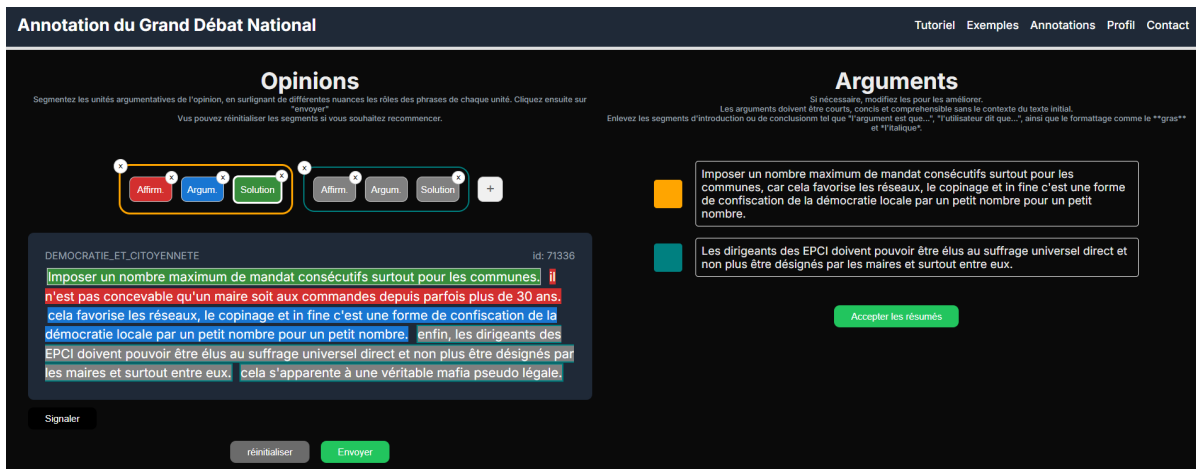 Annotation du Grand Débat National
Tutoriel Exemples Annotations Profil Contact
Opinions
Segmentez les unités argumentatives de l'opinion, en surlignant de différentes nuances les rôles des phrases de chaque unité. Cliquez ensuite sur
"envoyer"
Vous pouvez réinitialiser les segments si vous souhaitez recommencer.
x
Affirm. x
Argum. x
Solution x
x
Affirm. x
Argum.
Solution x
+
DEMOCRATIE_ET_CITOYENNETE id: 71336
Imposer un nombre maximum de mandat consécutifs surtout pour les communes. il
n'est pas concevable qu'un maire soit aux commandes depuis parfois plus de 30 ans.
cela favorise les réseaux, le copinage et in fine c'est une forme de confiscation de la
démocratie locale par un petit nombre pour un petit nombre. enfin, les dirigeants des
EPCI doivent pouvoir être élus au suffrage universel direct et non plus être désignés par
les maires et surtout entre eux. cela s'apparente à une véritable mafia pseudo légale.
Signaler
réinitialiser Envoyer
Arguments
Si nécessaire, modifiez les pour les améliorer.
Les arguments doivent être courts, concis et comprehensible sans le contexte du texte initial.
Enlevez les segments d'introduction ou de conclusionm tel que "l'argument est que...", "l'utilisateur dit que...", ainsi que le formattage comme le **gras**
et *l'italique*.
Imposer un nombre maximum de mandat consécutifs surtout pour les
communes, car cela favorise les réseaux, le copinage et in fine c'est une forme
de confiscation de la démocratie locale par un petit nombre pour un petit
nombre.
Les dirigeants des EPCI doivent pouvoir être élus au suffrage universel direct et
non plus être désignés par les maires et surtout entre eux.
Accepter les résumés